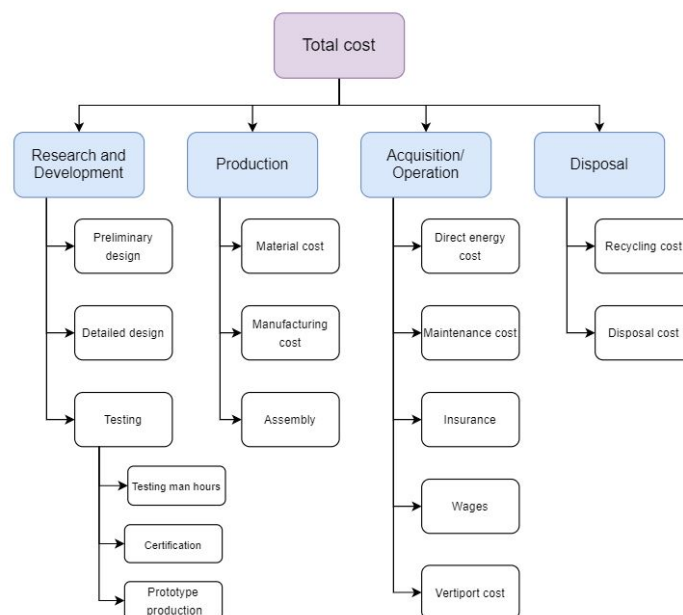 Total cost
Research and
Development
Production
Acquisition/
Operation
Disposal
Preliminary
design
Material cost
Direct energy
cost
Recycling cost
Detailed design
Manufacturing
cost
Maintenance cost
Disposal cost
Testing
Assembly
Insurance
Testing man hours
Wages
Certification
Prototype
production
Vertiport cost